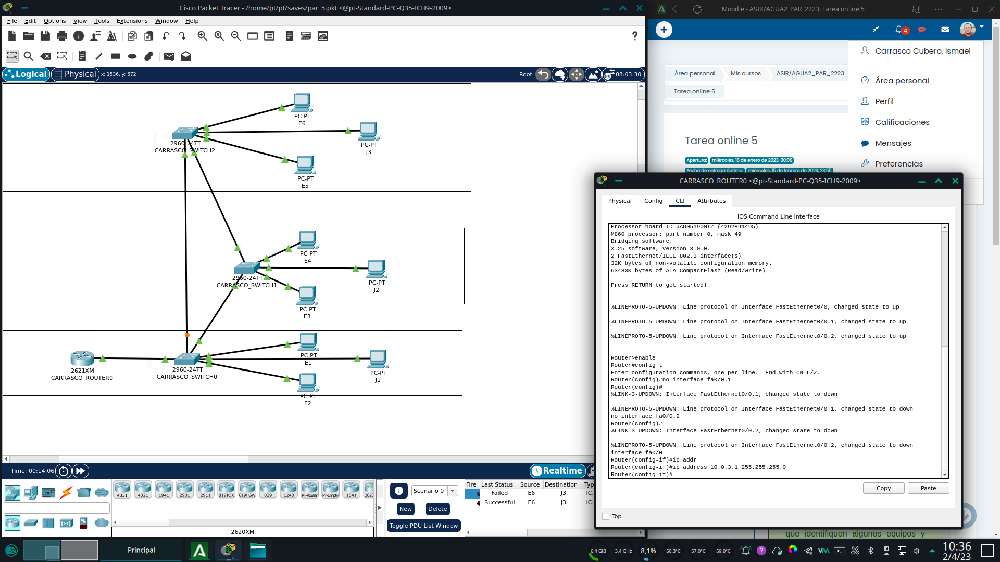 Cisco Packet Tracer - /home/pt/pt/saves/par_5.pkt <@pt-Standard-PC-Q35-ICH9-2009>
File Edit Options View Tools Extensions Window Help
Logical Physical x: 1536, y: 672
Root 08:03:30
PC-PT
E6
2960-24TT
CARRASCO_SWITCH2
PC-PT
J3
PC-PT
E5
PC-PT
E4
2960-24TT
CARRASCO_SWITCH1
PC-PT
J2
PC-PT
E3
2621XM
CARRASCO_ROUTER0
2960-24TT
CARRASCO_SWITCH0
PC-PT
E1
PC-PT
J1
PC-PT
E2
Time: 00:14:06
Realtime
4331 4321 1941 2901 2911 819IOX 819HGW 829 1240 PT-Router PT-Empty 1841 2620
2620XM
Scenario 0
New Delete
Toggle PDU List Window
Fire Last Status Source Destination Typ
Failed E6 J3 IC.
Successful E6 J3 IC.
Moodle - ASIR/AGUA2_PAR_2223: Tarea online 5
4
Carrasco Cubero, Ismael
Área personal
Perfil
Calificaciones
Mensajes
Preferencias
Área personal Mis cursos ASIR/AGUA2_PAR_2223
Tarea online 5
Tarea online 5
Apertura: miércoles, 18 de enero de 2023, 00:00
Fecha de entrega óptima: miércoles, 15 de febrero de 2023, 23:55
CARRASCO_ROUTER0 <@pt-Standard-PC-Q35-ICH9-2009>
Physical Config CLI Attributes
IOS Command Line Interface
Processor board ID JAD05190MTZ (4292891495)
M860 processor: part number 0, mask 49
Bridging software.
X.25 software, Version 3.0.0.
2 FastEthernet/IEEE 802.3 interface(s)
32K bytes of non-volatile configuration memory.
63488K bytes of ATA CompactFlash (Read/Write)
Press RETURN to get started!
%LINEPROTO-5-UPDOWN: Line protocol on Interface FastEthernet0/0, changed state to up
%LINEPROTO-5-UPDOWN: Line protocol on Interface FastEthernet0/0.1, changed state to up
%LINEPROTO-5-UPDOWN: Line protocol on Interface FastEthernet0/0.2, changed state to up
Router>enable
Router#config t
Enter configuration commands, one per line.  End with CNTL/Z.
Router(config)#no interface fa0/0.1
Router(config)#
%LINK-3-UPDOWN: Interface FastEthernet0/0.1, changed state to down
%LINEPROTO-5-UPDOWN: Line protocol on Interface FastEthernet0/0.1, changed state to down
no interface fa0/0.2
Router(config)#
%LINK-3-UPDOWN: Interface FastEthernet0/0.2, changed state to down
%LINEPROTO-5-UPDOWN: Line protocol on Interface FastEthernet0/0.2, changed state to down
interface fa0/0
Router(config-if)#ip addr
Router(config-if)#ip address 10.0.3.1 255.255.255.0
Router(config-if)#
Copy Paste
Top
que identifiquen algunos equipos y
Principal
6,4 GiB 3,4 GHz 8,1% 50,3°C 57,0°C 59,0°C
10:36
2/4/23